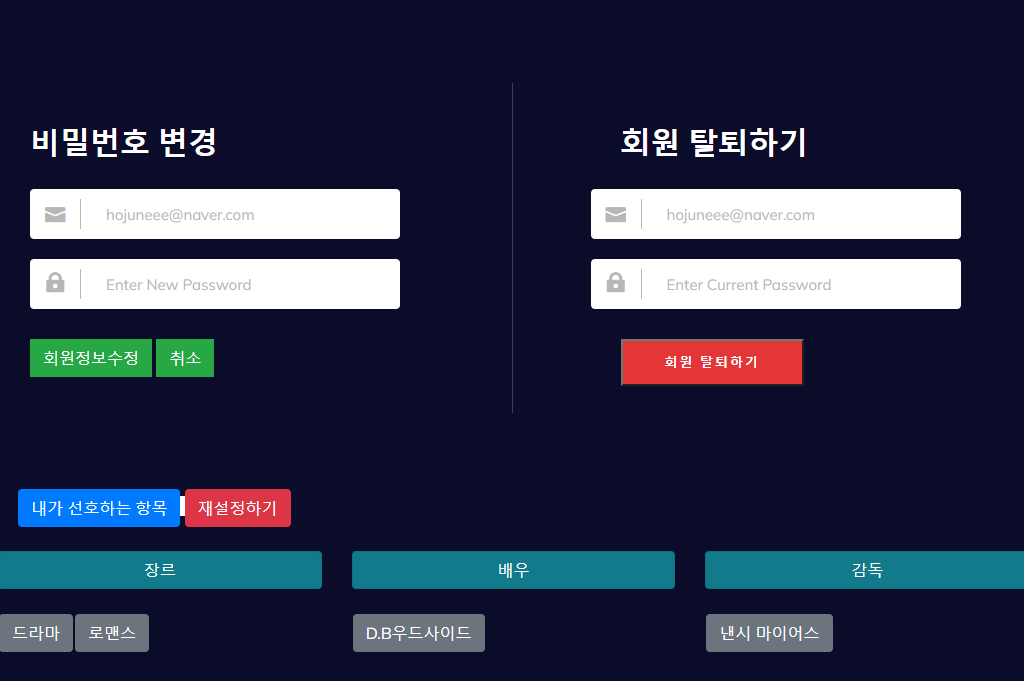 비밀번호 변경
hojuneee@naver.com
Enter New Password
회원정보수정 취소
회원 탈퇴하기
hojuneee@naver.com
Enter Current Password
회원 탈퇴하기
내가 선호하는 항목 재설정하기
장르 배우 감독
드라마 로맨스 D.B우드사이드 낸시 마이어스